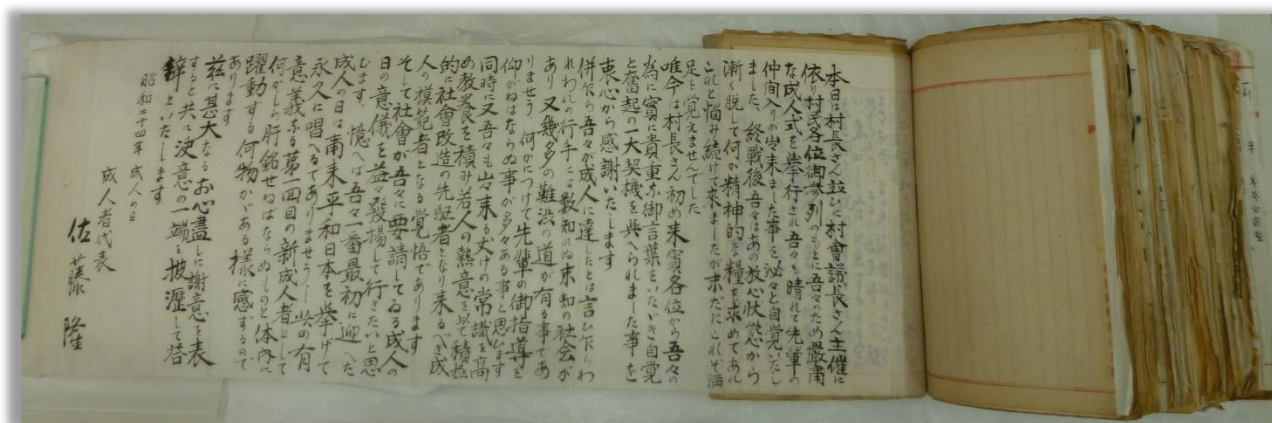 本日は村長さん並びに村會議長さん主催に
依り村民各位御参列のもとに吾々のため嚴肅
な成人式を挙行され吾々も晴れて先軰の
仲間入りが出来ました事を泌々と自覚いたし
ました、終戦後吾々はあの放心状態から
漸く脱して何か精神的な糧を求めてあれ
これと悩み続けて来ましたが未だにこれぞ満
足と覚えませんでした
唯今は村長さん初め来賓各位から吾々の
為に實に貴重な御言葉をいたゞき自覚
と奮起の一大契機を與へられました事を
衷心から感謝いたします
併し乍ら吾々が成人に達したとは言ひ乍らわ
れわれの行手には数知れぬ未知の社会が
あり又幾多の難渋の道が有る事であ
りませう 何かにつけて先輩の御指導を
仰がねばならぬ事が多々ある事と思ひます
同時に又吾々も出来る丈けの常識を高
め教養を積み若人の熱意を以て積極
的に社會改造の先駆者となり来るべき成
人の模範者となる覚悟であります
そして社會が吾々に要請してゐる成人の
日の意儀を益々發揚して行きたいと思
ひます、憶へば吾々一番最初に迎へた
成人の日は南東平和日本を挙げて
永久に唱へるでありませうし 此の有
意義なる第一回目の新成人者として
何かしら肝銘せねばならぬものと体内に
躍動する何物かゞある様に感ずるので
あります
茲に甚大なるお心盡しに謝意を表
すると共に決意の一端を披瀝して答
辞といたします
昭和二十四年 成人の日
成人者代表
佐藤 隆